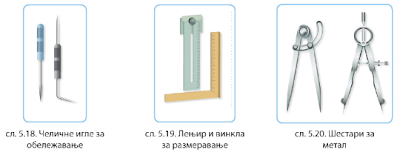 сл. 5.18. Челичне игле за
обележавање
сл. 5.19. Лењир и винкла
за размеравање
сл. 5.20. Шестари за
метал